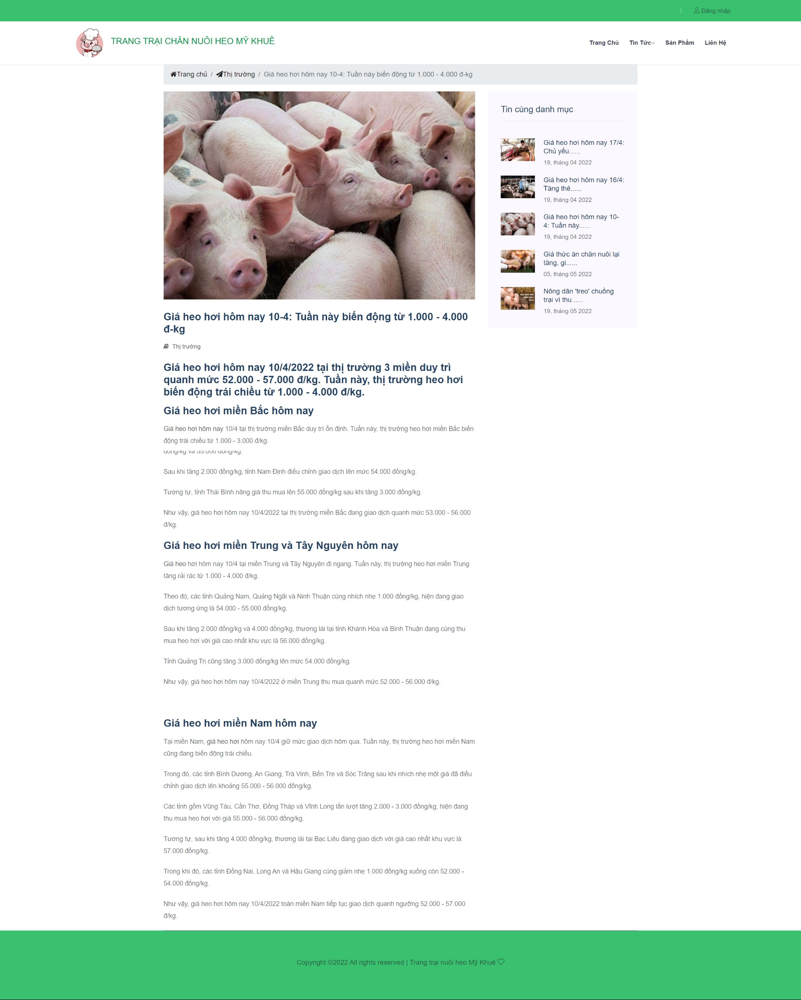 Đăng nhập
TRANG TRẠI CHĂN NUÔI HEO MỸ KHUÊ
Trang Chủ
Tin Tức
Sản Phẩm
Liên Hệ
Trang chủ / Thị trường / Giá heo hơi hôm nay 10-4: Tuần này biến động từ 1.000 - 4.000 đ-kg
Giá heo hơi hôm nay 10-4: Tuần này biến động từ 1.000 - 4.000
đ-kg
Thị trường
Giá heo hơi hôm nay 10/4/2022 tại thị trường 3 miền duy trì
quanh mức 52.000 - 57.000 đ/kg. Tuần này, thị trường heo hơi
biến động trái chiều từ 1.000 - 4.000 đ/kg.
Giá heo hơi miền Bắc hôm nay
Giá heo hơi hôm nay 10/4 tại thị trường miền Bắc duy trì ổn định. Tuần này, thị trường heo hơi miền Bắc biến
động trái chiều từ 1.000 - 3.000 đ/kg.
đồng/kg và 55.000 đồng/kg.
Sau khi tăng 2.000 đồng/kg, tỉnh Nam Định điều chỉnh giao dịch lên mức 54.000 đồng/kg.
Tương tự, tỉnh Thái Bình nâng giá thu mua lên 55.000 đồng/kg sau khi tăng 3.000 đồng/kg.
Như vậy, giá heo hơi hôm nay 10/4/2022 tại thị trường miền Bắc đang giao dịch quanh mức 53.000 - 56.000
đ/kg.
Giá heo hơi miền Trung và Tây Nguyên hôm nay
Giá heo hơi hôm nay 10/4 tại miền Trung và Tây Nguyên đi ngang. Tuần này, thị trường heo hơi miền Trung
tăng rải rác từ 1.000 - 4.000 đ/kg.
Theo đó, các tỉnh Quảng Nam, Quảng Ngãi và Ninh Thuận cùng nhích nhẹ 1.000 đồng/kg, hiện đang giao
dịch tương ứng là 54.000 - 55.000 đồng/kg.
Sau khi tăng 2.000 đồng/kg và 4.000 đồng/kg, thương lái tại tỉnh Khánh Hòa và Bình Thuận đang cùng thu
mua heo hơi với giá cao nhất khu vực là 56.000 đồng/kg.
Tỉnh Quảng Trị cũng tăng 3.000 đồng/kg lên mức 54.000 đồng/kg.
Như vậy, giá heo hơi hôm nay 10/4/2022 ở miền Trung thu mua quanh mức 52.000 - 56.000 đ/kg.
Giá heo hơi miền Nam hôm nay
Tại miền Nam, giá heo hơi hôm nay 10/4 giữ mức giao dịch hôm qua. Tuần này, thị trường heo hơi miền Nam
cũng đang biến động trái chiều.
Trong đó, các tỉnh Bình Dương, An Giang, Trà Vinh, Bến Tre và Sóc Trăng sau khi nhích nhẹ một giá đã điều
chỉnh giao dịch lên khoảng 55.000 - 56.000 đồng/kg.
Các tỉnh gồm Vũng Tàu, Cần Thơ, Đồng Tháp và Vĩnh Long lần lượt tăng 2.000 - 3.000 đồng/kg, hiện đang
thu mua heo hơi với giá 55.000 - 56.000 đồng/kg.
Tương tự, sau khi tăng 4.000 đồng/kg, thương lái tại Bạc Liêu đang giao dịch với giá cao nhất khu vực là
57.000 đồng/kg.
Trong khi đó, các tỉnh Đồng Nai, Long An và Hậu Giang cùng giảm nhẹ 1.000 đồng/kg xuống còn 52.000 -
54.000 đồng/kg.
Như vậy, giá heo hơi hôm nay 10/4/2022 toàn miền Nam tiếp tục giao dịch quanh ngưỡng 52.000 - 57.000
đ/kg.
Tin cùng danh mục
Giá heo hơi hôm nay 17/4:
Chủ yếu......
19, tháng 04 2022
Giá heo hơi hôm nay 16/4:
Tăng thê......
19, tháng 04 2022
Giá heo hơi hôm nay 10-
4: Tuần này......
19, tháng 04 2022
Giá thức ăn chăn nuôi lại
tăng, gi......
05, tháng 05 2022
Nông dân 'treo' chuồng
trại vì thu......
19, tháng 05 2022
Copyright ©2022 All rights reserved | Trang trại nuôi heo Mỹ Khuê